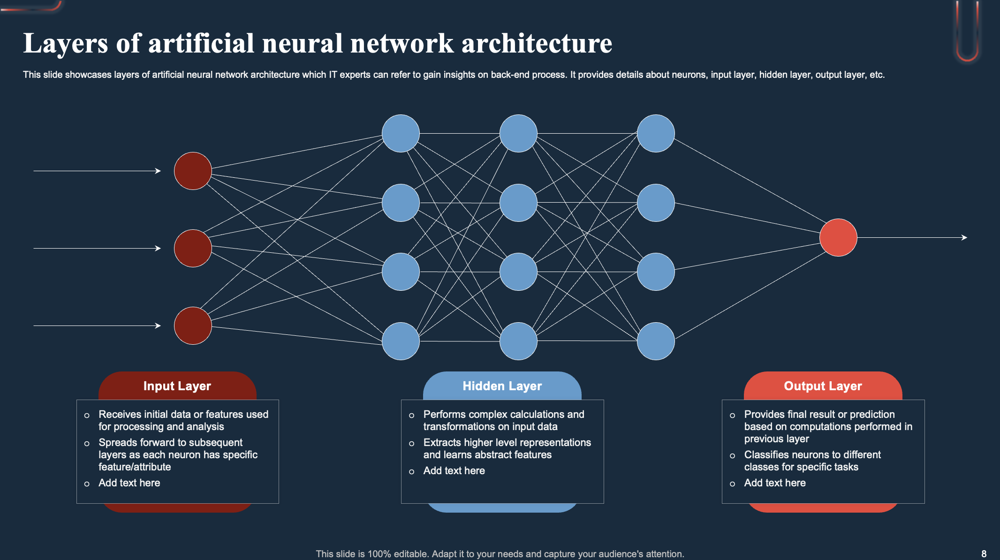 Layers of artificial neural network architecture
This slide showcases layers of artificial neural network architecture which IT experts can refer to gain insights on back-end process. It provides details about neurons, input layer, hidden layer, output layer, etc.
Input Layer
Receives initial data or features used
for processing and analysis
Spreads forward to subsequent
layers as each neuron has specific
feature/attribute
Add text here
Hidden Layer
Performs complex calculations and
transformations on input data
Extracts higher level representations
and learns abstract features
Add text here
Output Layer
Provides final result or prediction
based on computations performed in
previous layer
Classifies neurons to different
classes for specific tasks
Add text here
This slide is 100% editable. Adapt it to your needs and capture your audience's attention.
8